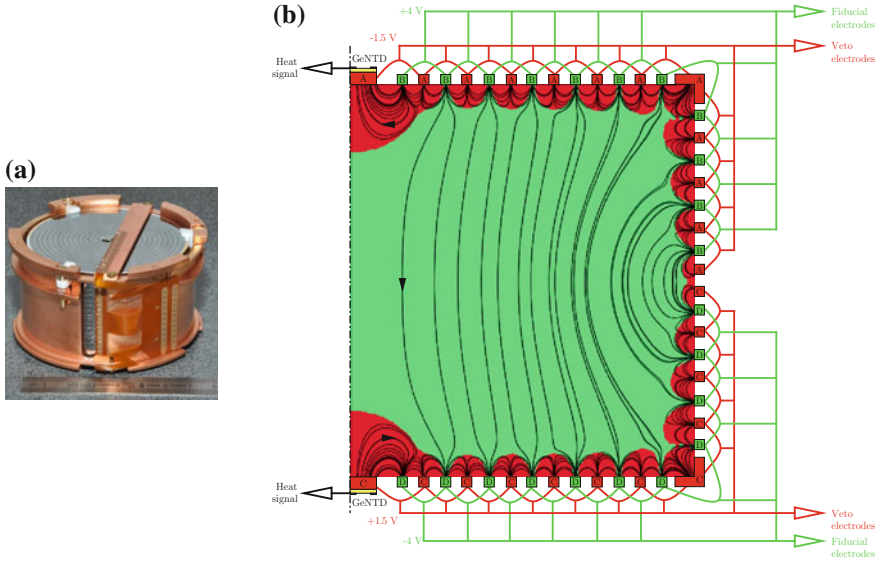 (a)
(b)
+4 V
Fiducial
electrodes
-1.5 V
Veto
electrodes
GeNTD
Heat
signal
A B A B A B A B A B A B A B A
B
A
B
A
B
A
B
A
C
D
C
D
C
D
C
D
C D C D C D C D C D C D C D C
Heat
signal
GeNTD
+1.5 V
Veto
electrodes
-4 V
Fiducial
electrodes